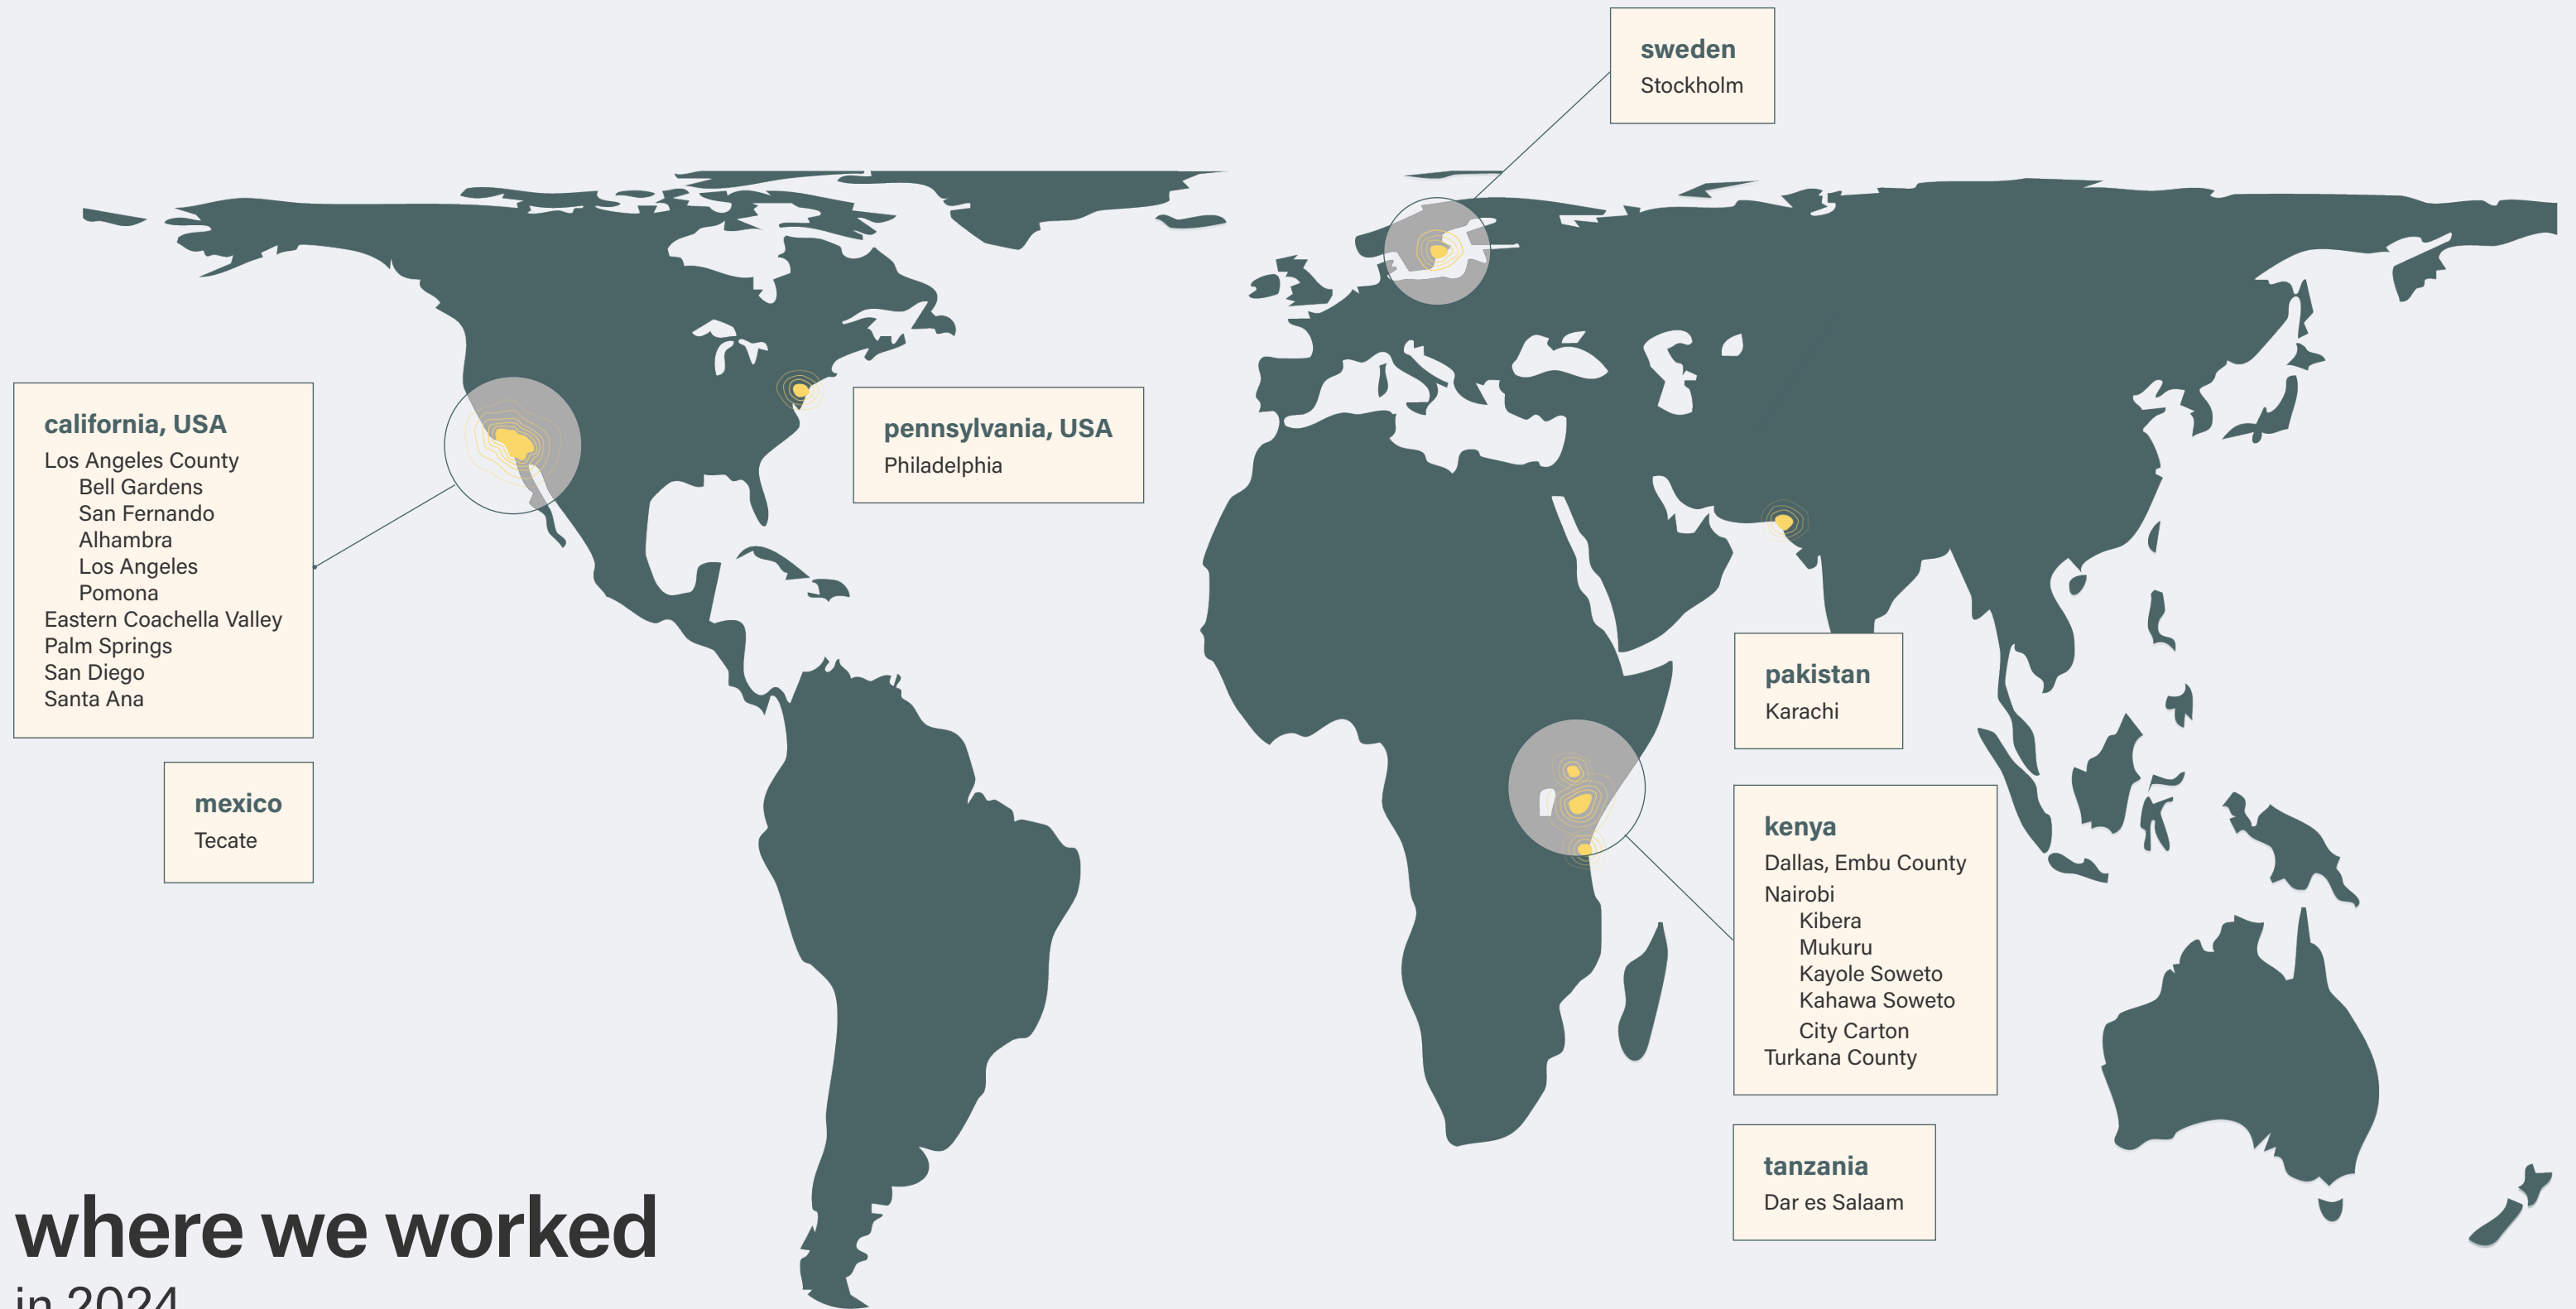 sweden
Stockholm
california, USA
Los Angeles County
Bell Gardens
San Fernando
Alhambra
Los Angeles
Pomona
Eastern Coachella Valley
Palm Springs
San Diego
Santa Ana
pennsylvania, USA
Philadelphia
mexico
Tecate
pakistan
Karachi
kenya
Dallas, Embu County
Nairobi
Kibera
Mukuru
Kayole Soweto
Kahawa Soweto
City Carton
Turkana County
tanzania
Dar es Salaam
where we worked
in 2024